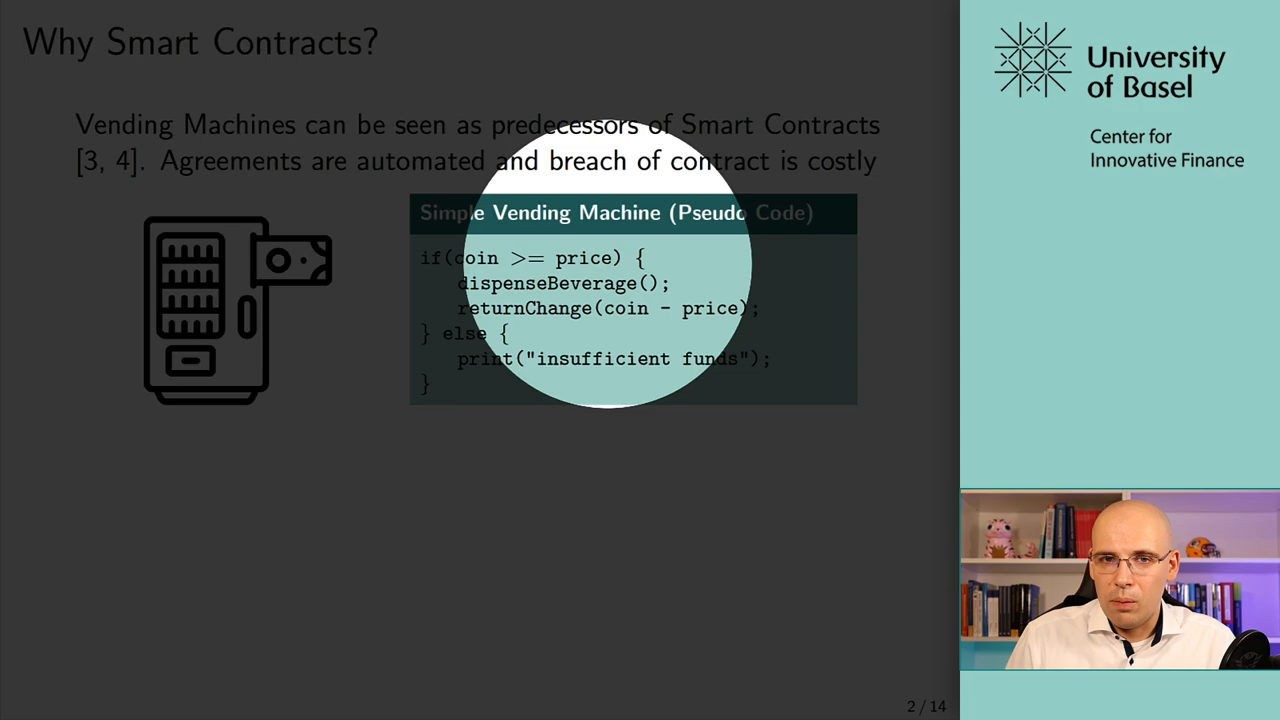 Why Smart Contracts?
Vending Machines can be seen as predecessors of Smart Contracts
[3, 4]. Agreements are automated and breach of contract is costly
Simple Vending Machine (Pseudo Code)
if(coin >= price) {
dispenseBeverage();
returnChange(coin - price);
} else {
print("insufficient funds");
}
2 / 14
University
of Basel
Center for
Innovative Finance